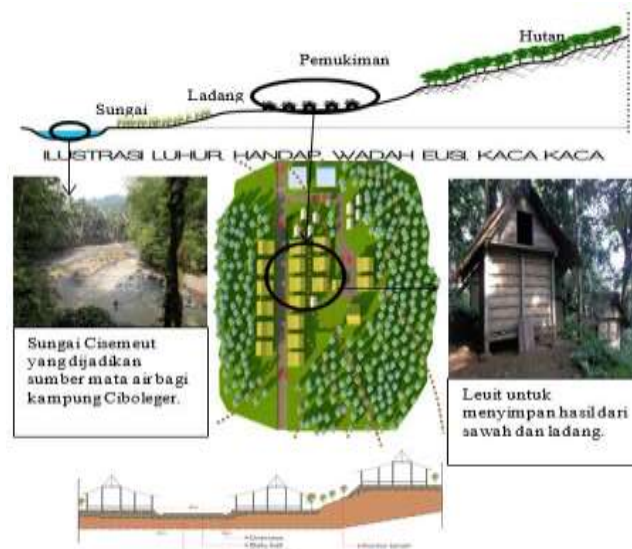 Hutan
Pemukiman
Ladang
Sungai
ILUSTRASI LUHUR, HANDAP, WADAH EUSI, KACA KACA
Sungai Cisemeut
yang dijadikan
sumber mata air bagi
kampung Ciboleger.
Leuit untuk
menyimpan hasil dari
sawah dan ladang.